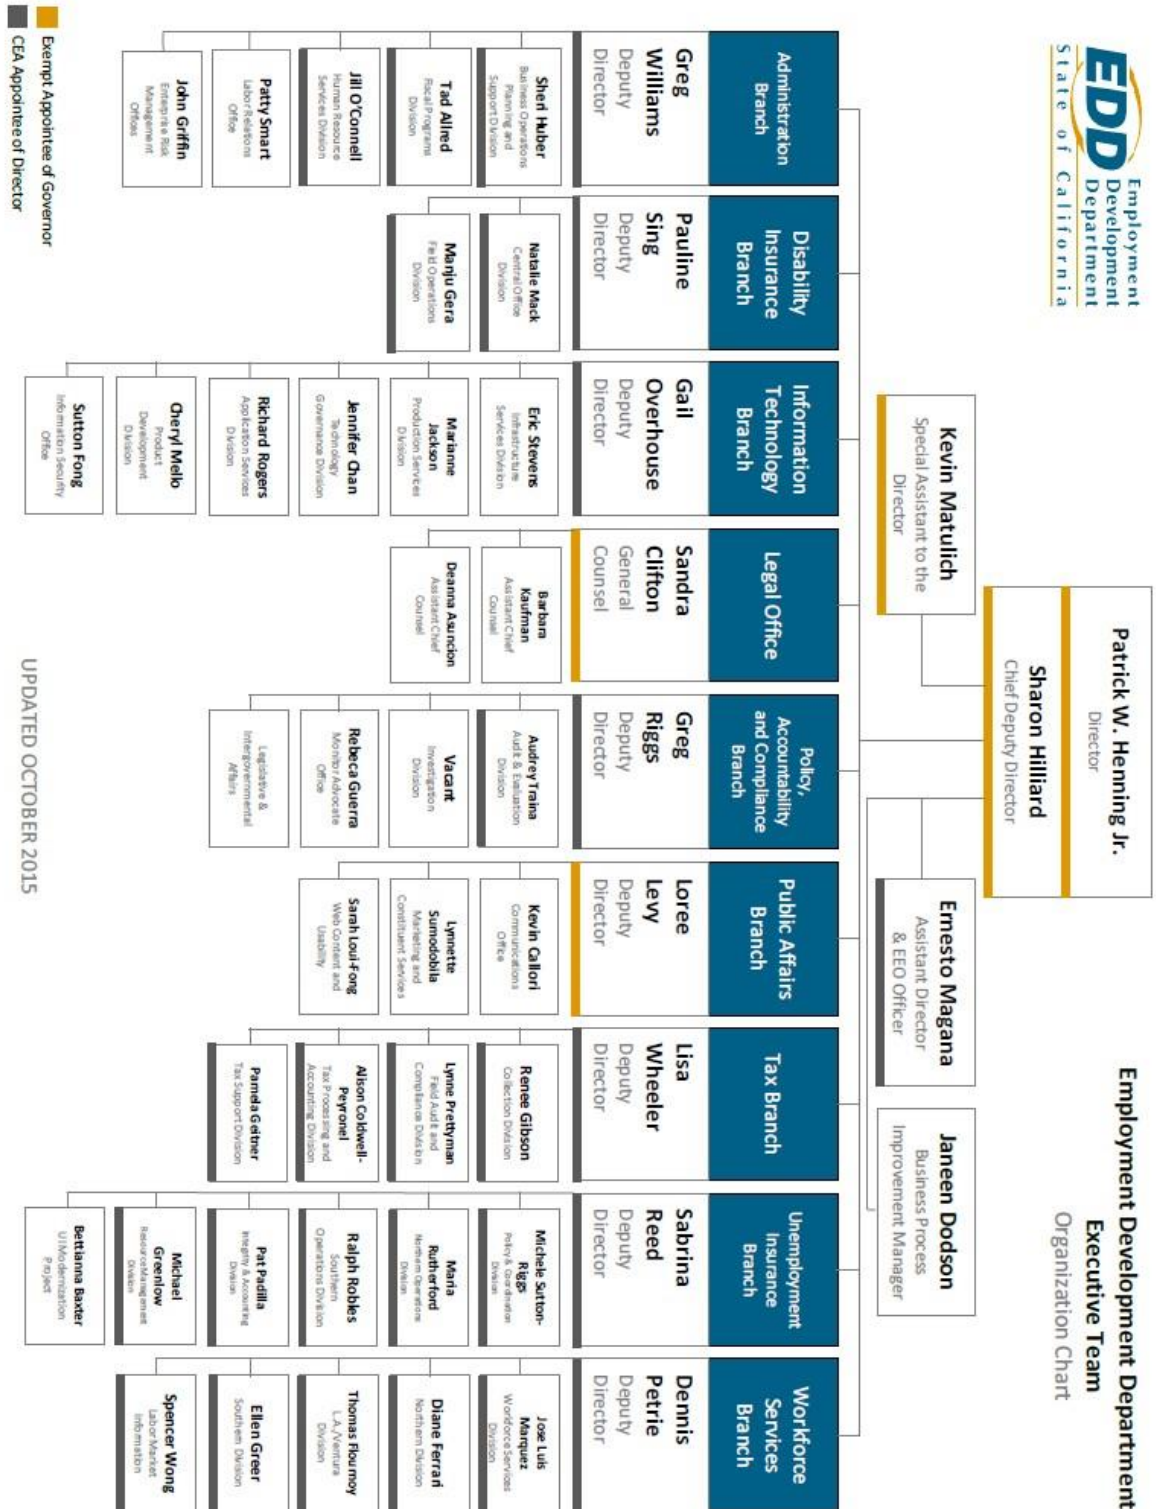 EDD
Employment
Development
Department
State of California
Employment Development Department
Executive Team
Organization Chart
Patrick W. Henning Jr.
Director
Sharon Hilliard
Chief Deputy Director
Kevin Matulich
Special Assistant to the
Director
Ernesto Magana
Assistant Director
& EEO Officer
Janeen Dodson
Business Process
Improvement Manager
Administration
Branch
Greg
Williams
Deputy
Director
Sheri Huber
Business Operations
Planning and
Support Division
Tad Allred
Fiscal Programs
Division
Jill O'Connell
Human Resource
Services Division
Patty Smart
Labor Relations
Office
John Griffin
Enterprise Risk
Management
Offices
Disability
Insurance
Branch
Pauline
Sing
Deputy
Director
Natalie Mack
Central Office
Division
Manju Gera
Field Operations
Division
Information
Technology
Branch
Gail
Overhouse
Deputy
Director
Eric Stevens
Infrastructure
Services Division
Marianne
Jackson
Production Services
Division
Jennifer Chan
Technology
Governance Division
Richard Rogers
Application Services
Division
Cheryl Mello
Product
Development
Division
Sutton Fong
Information Security
Office
Legal Office
Sandra
Clifton
General
Counsel
Barbara
Kaufman
Assistant Chief
Counsel
Deanna Asuncion
Assistant Chief
Counsel
Policy,
Accountability
and Compliance
Branch
Greg
Riggs
Deputy
Director
Audrey Traina
Audit & Evaluation
Division
Vacant
Investigation
Division
Rebeca Guerra
Monitor Advocate
Office
Legislative &
Intergovernmental
Affairs
Public Affairs
Branch
Loree
Levy
Deputy
Director
Kevin Callori
Communications
Office
Lynnette
Sumodobila
Marketing and
Constituent Services
Sarah Loui-Fong
Web Content and
Usability
Tax Branch
Lisa
Wheeler
Deputy
Director
Renee Gibson
Collection Division
Lynne Prettyman
Field Audit and
Compliance Division
Alison Coldwell-
Peyronel
Tax Processing and
Accounting Division
Pamela Geitner
Tax Support Division
Unemployment
Insurance
Branch
Sabrina
Reed
Deputy
Director
Michele Sutton-
Riggs
Policy & Coordination
Division
Maria
Rutherford
Northern Operations
Division
Ralph Robles
Southern
Operations Division
Pat Padilla
Integrity & Accounting
Division
Michael
Greenlow
Resource Management
Division
Bettianna Baxter
UI Modernization
Project
Workforce
Services
Branch
Dennis
Petrie
Deputy
Director
Jose Luis
Marquez
Workforce Services
Division
Diane Ferrari
Northern Division
Thomas Flournoy
L.A./Ventura
Division
Ellen Greer
Southern Division
Spencer Wong
Labor Market
Information
Exempt Appointee of Governor
CEA Appointee of Director
UPDATED OCTOBER 2015